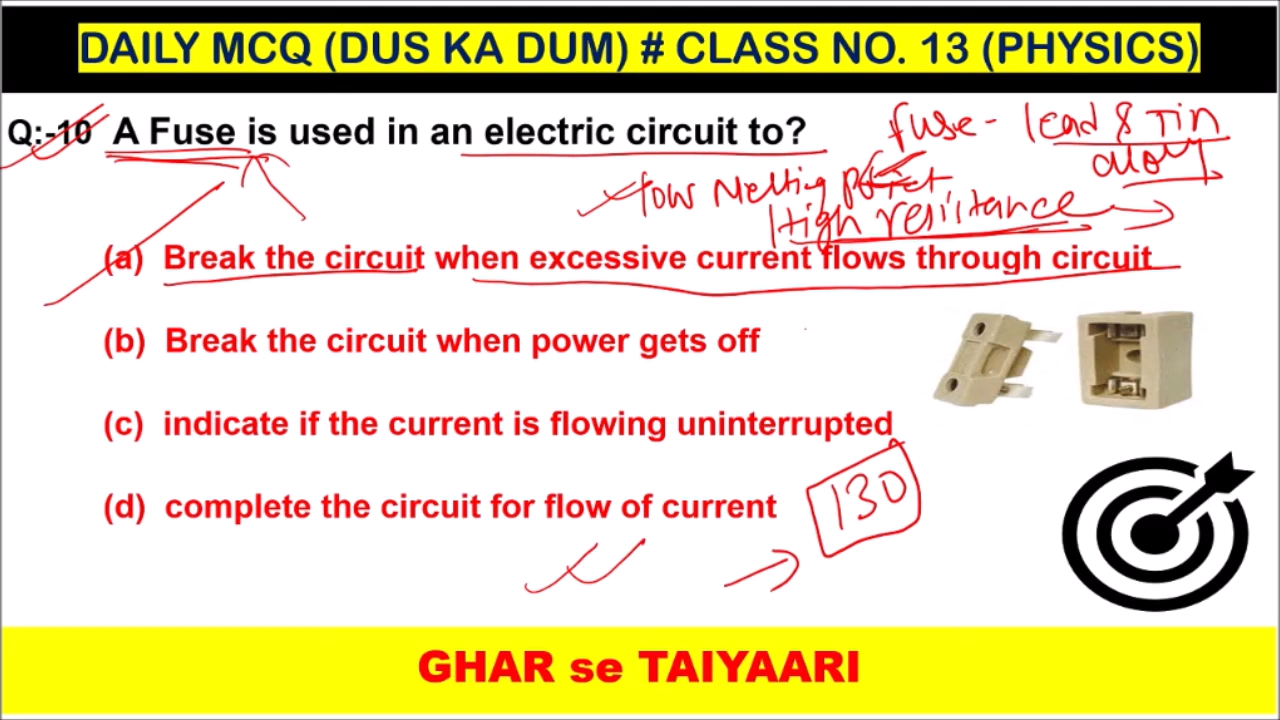 DAILY MCQ (DUS KA DUM) # CLASS NO. 13 (PHYSICS)
Q:-10 A Fuse is used in an electric circuit to?
fuse - lead & Tin
alloy
low Melting point
High resistance
(a) Break the circuit when excessive current flows through circuit
(b) Break the circuit when power gets off
(c) indicate if the current is flowing uninterrupted
(d) complete the circuit for flow of current
130
GHAR se TAIYAARI